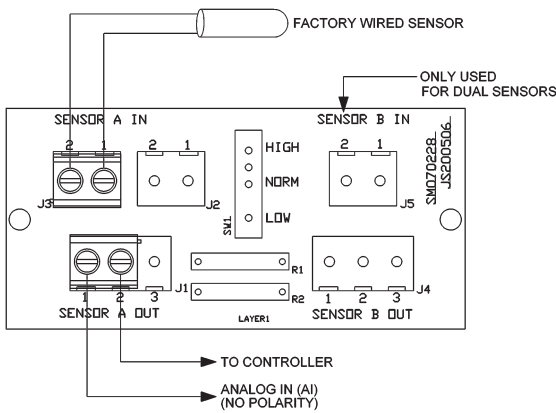 FACTORY WIRED SENSOR
ONLY USED
FOR DUAL SENSORS
SENSOR A IN
SENSOR B IN
2 1
2 1
2 1
HIGH
NORM
LOW
SW1
J3
J2
J5
SM070228
JS200506
R1
R2
J1
J4
1 2 3
1 2 3
SENSOR A OUT
LAYER1
SENSOR B OUT
TO CONTROLLER
ANALOG IN (AI)
(NO POLARITY)